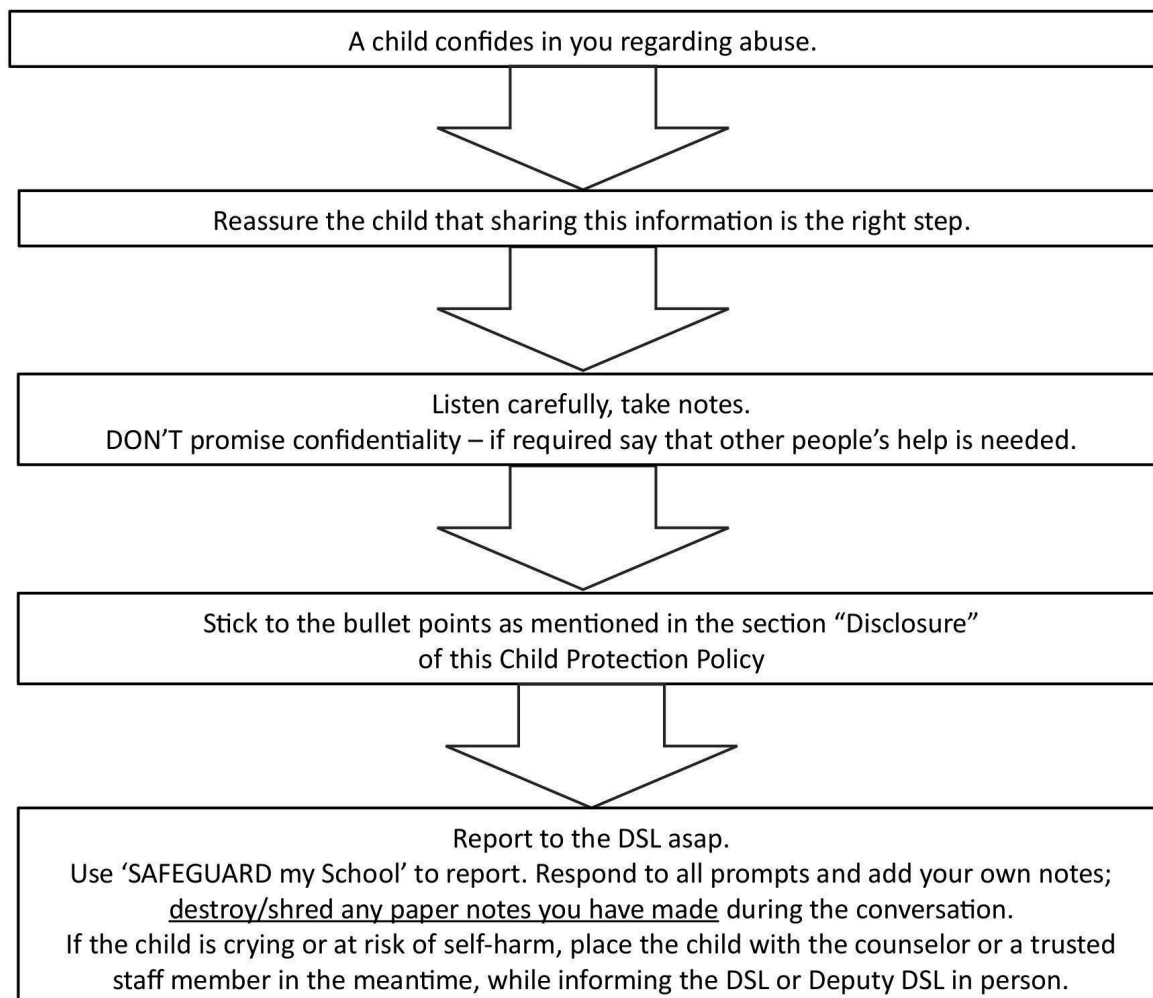 A child confides in you regarding abuse.
Reassure the child that sharing this information is the right step.
Listen carefully, take notes.
DON’T promise confidentiality – if required say that other people’s help is needed.
Stick to the bullet points as mentioned in the section “Disclosure”
of this Child Protection Policy
Report to the DSL asap.
Use ‘SAFEGUARD my School’ to report. Respond to all prompts and add your own notes;
destroy/shred any paper notes you have made during the conversation.
If the child is crying or at risk of self-harm, place the child with the counselor or a trusted
staff member in the meantime, while informing the DSL or Deputy DSL in person.